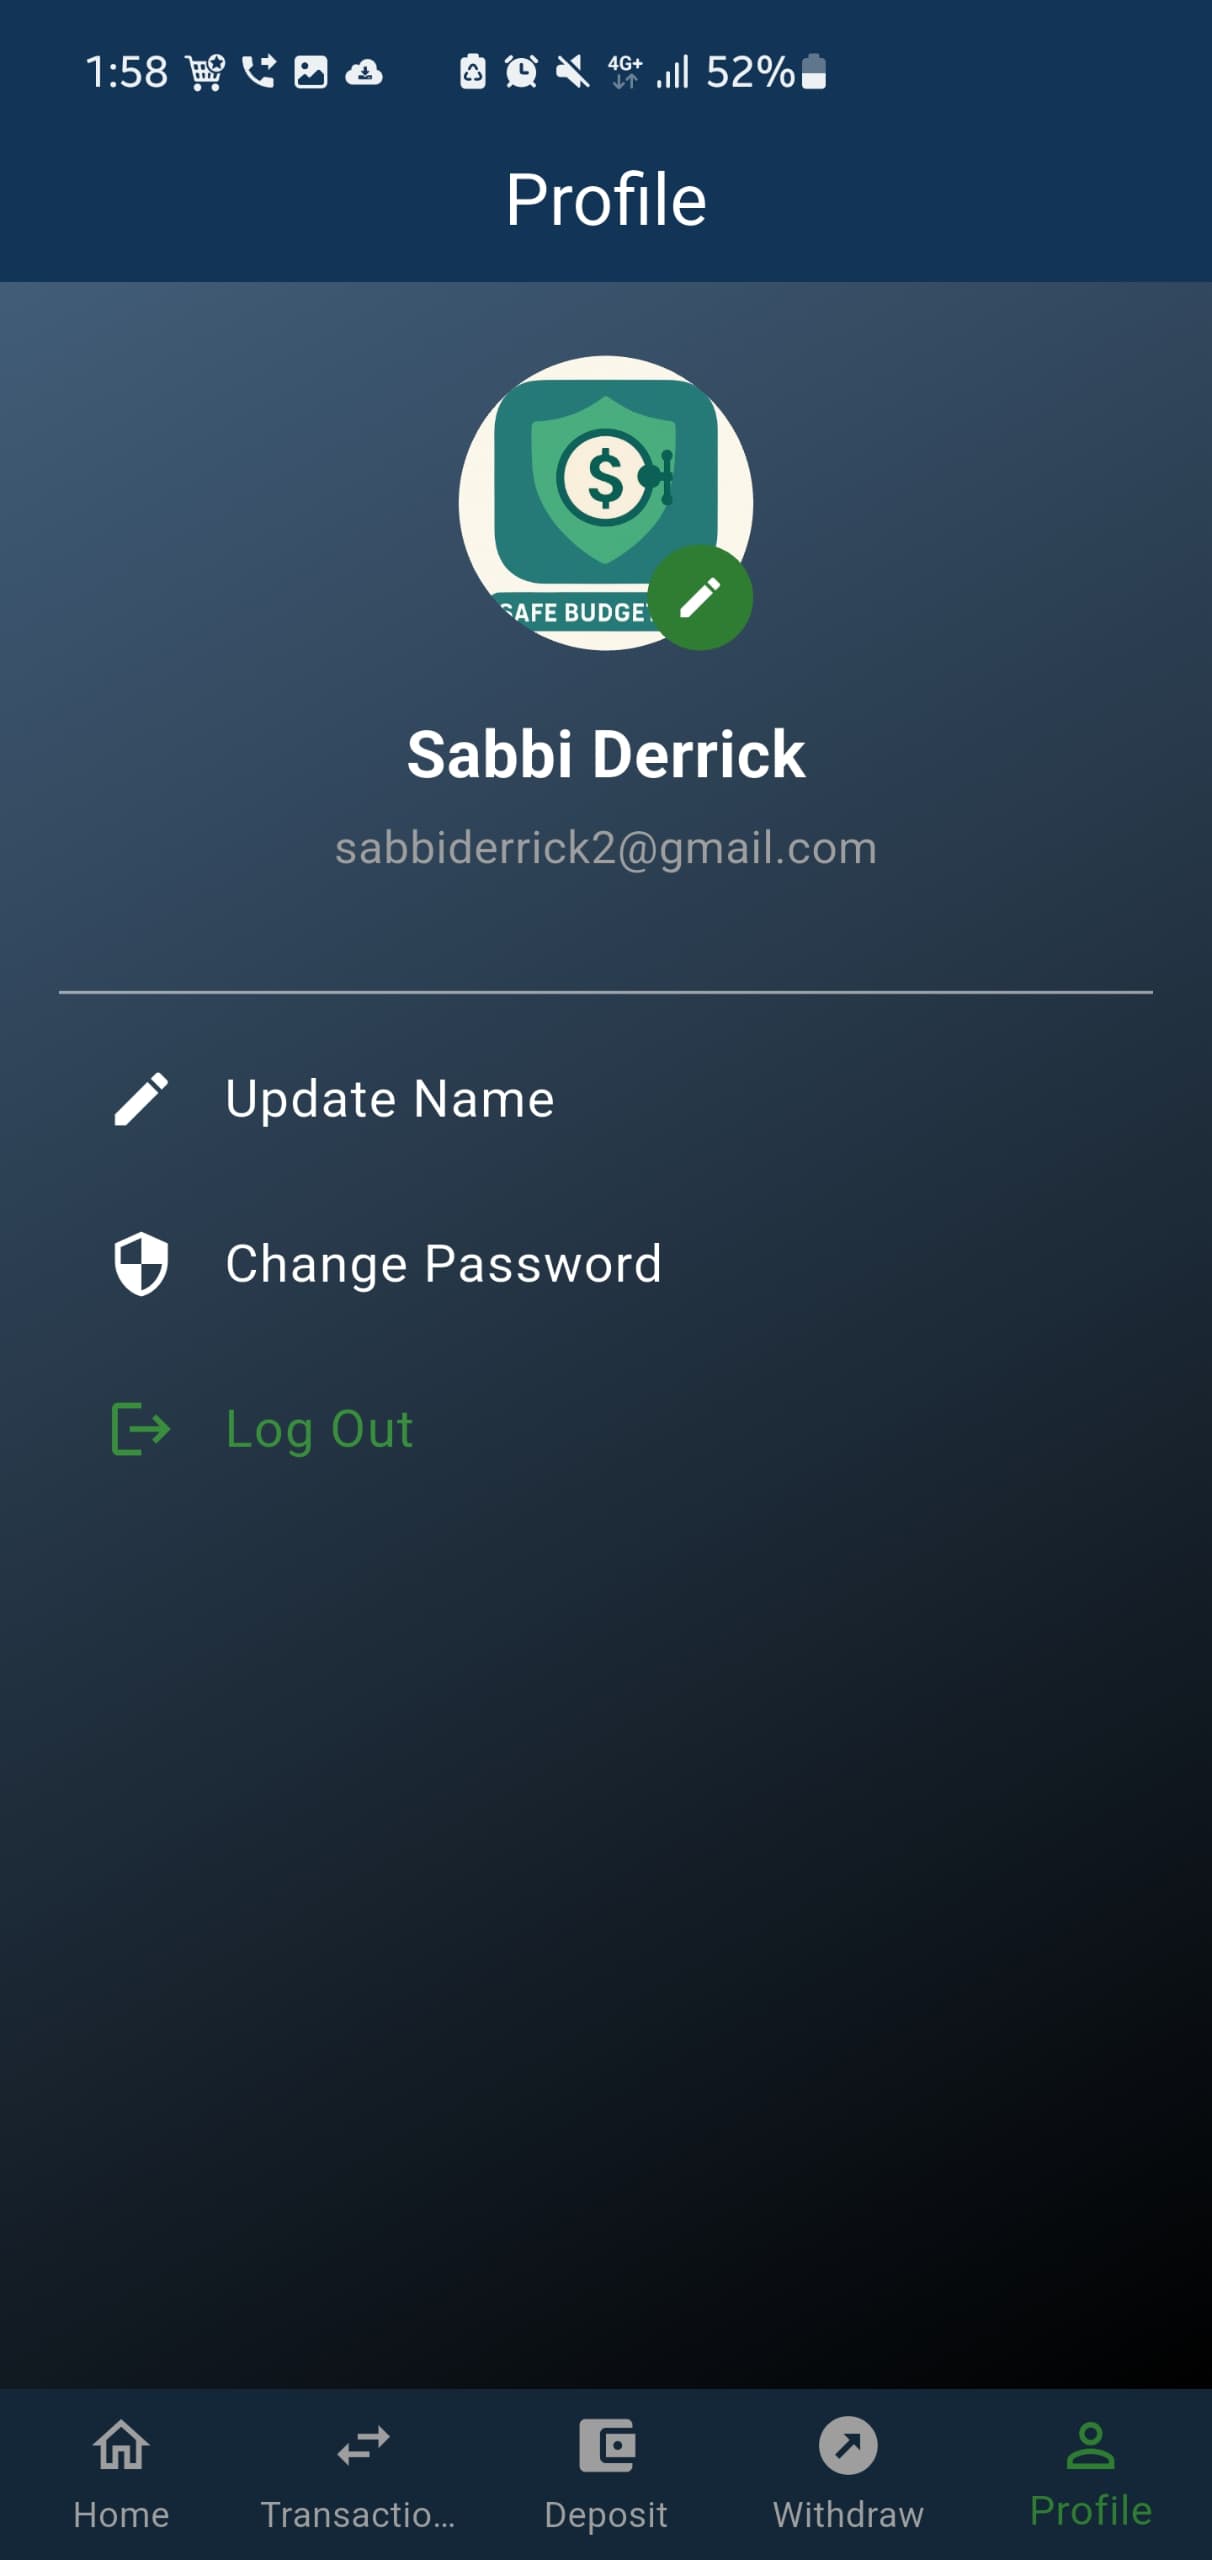 1:58 4G+ 52%
Profile
$
SAFE BUDGET
Sabbi Derrick
sabbiderrick2@gmail.com
Update Name
Change Password
Log Out
Home Transactio... Deposit Withdraw Profile